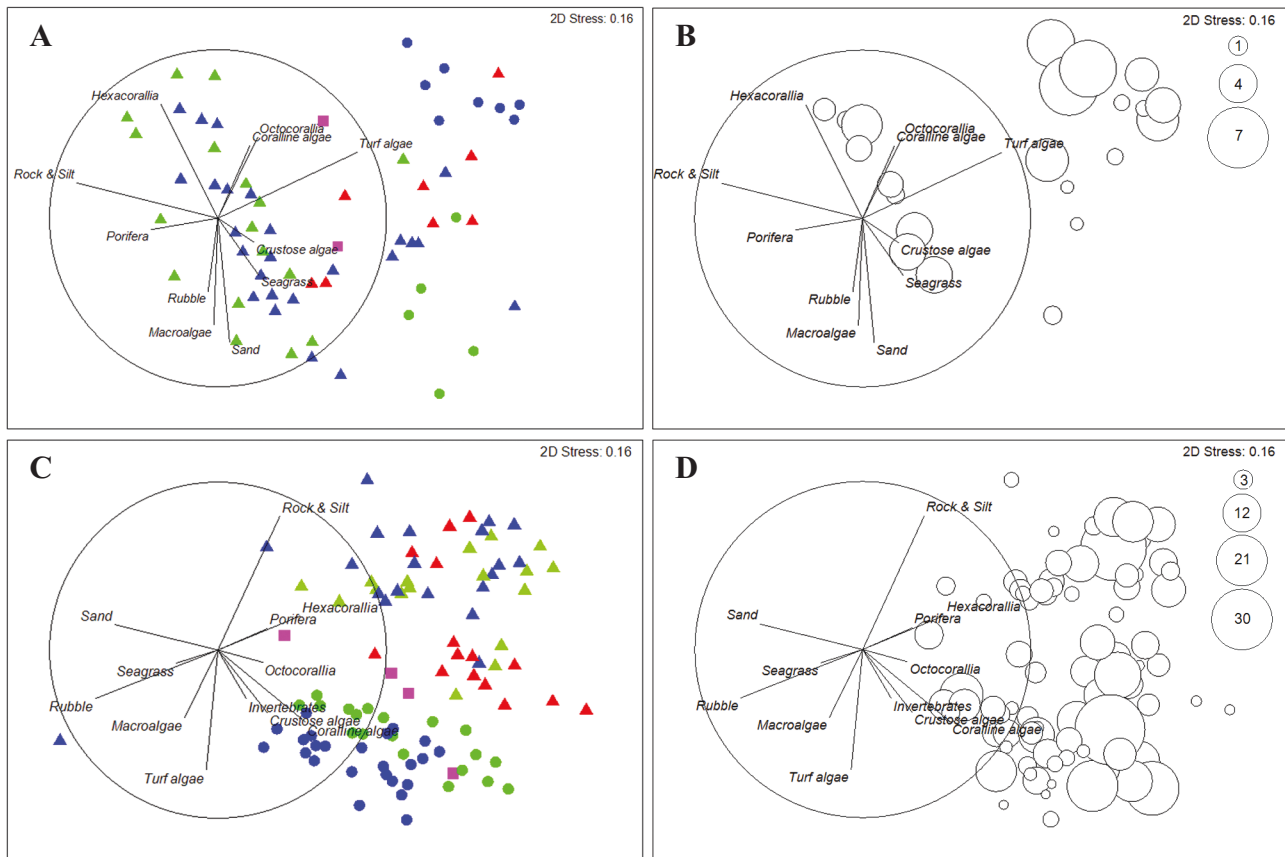 2D Stress: 0.16
A
Hexacorallia
Octocorallia
Coralline algae
Turf algae
Rock & Silt
Porifera
Crustose algae
Seagrass
Rubble
Macroalgae
Sand
2D Stress: 0.16
B
1
4
7
Hexacorallia
Octocorallia
Coralline algae
Turf algae
Rock & Silt
Porifera
Crustose algae
Seagrass
Rubble
Macroalgae
Sand
2D Stress: 0.16
C
Rock & Silt
Hexacorallia
Sand
Porifera
Seagrass
Octocorallia
Rubble
Invertebrates
Macroalgae
Crustose algae
Coralline algae
Turf algae
2D Stress: 0.16
D
3
12
21
30
Rock & Silt
Hexacorallia
Sand
Porifera
Seagrass
Octocorallia
Rubble
Invertebrates
Macroalgae
Crustose algae
Coralline algae
Turf algae